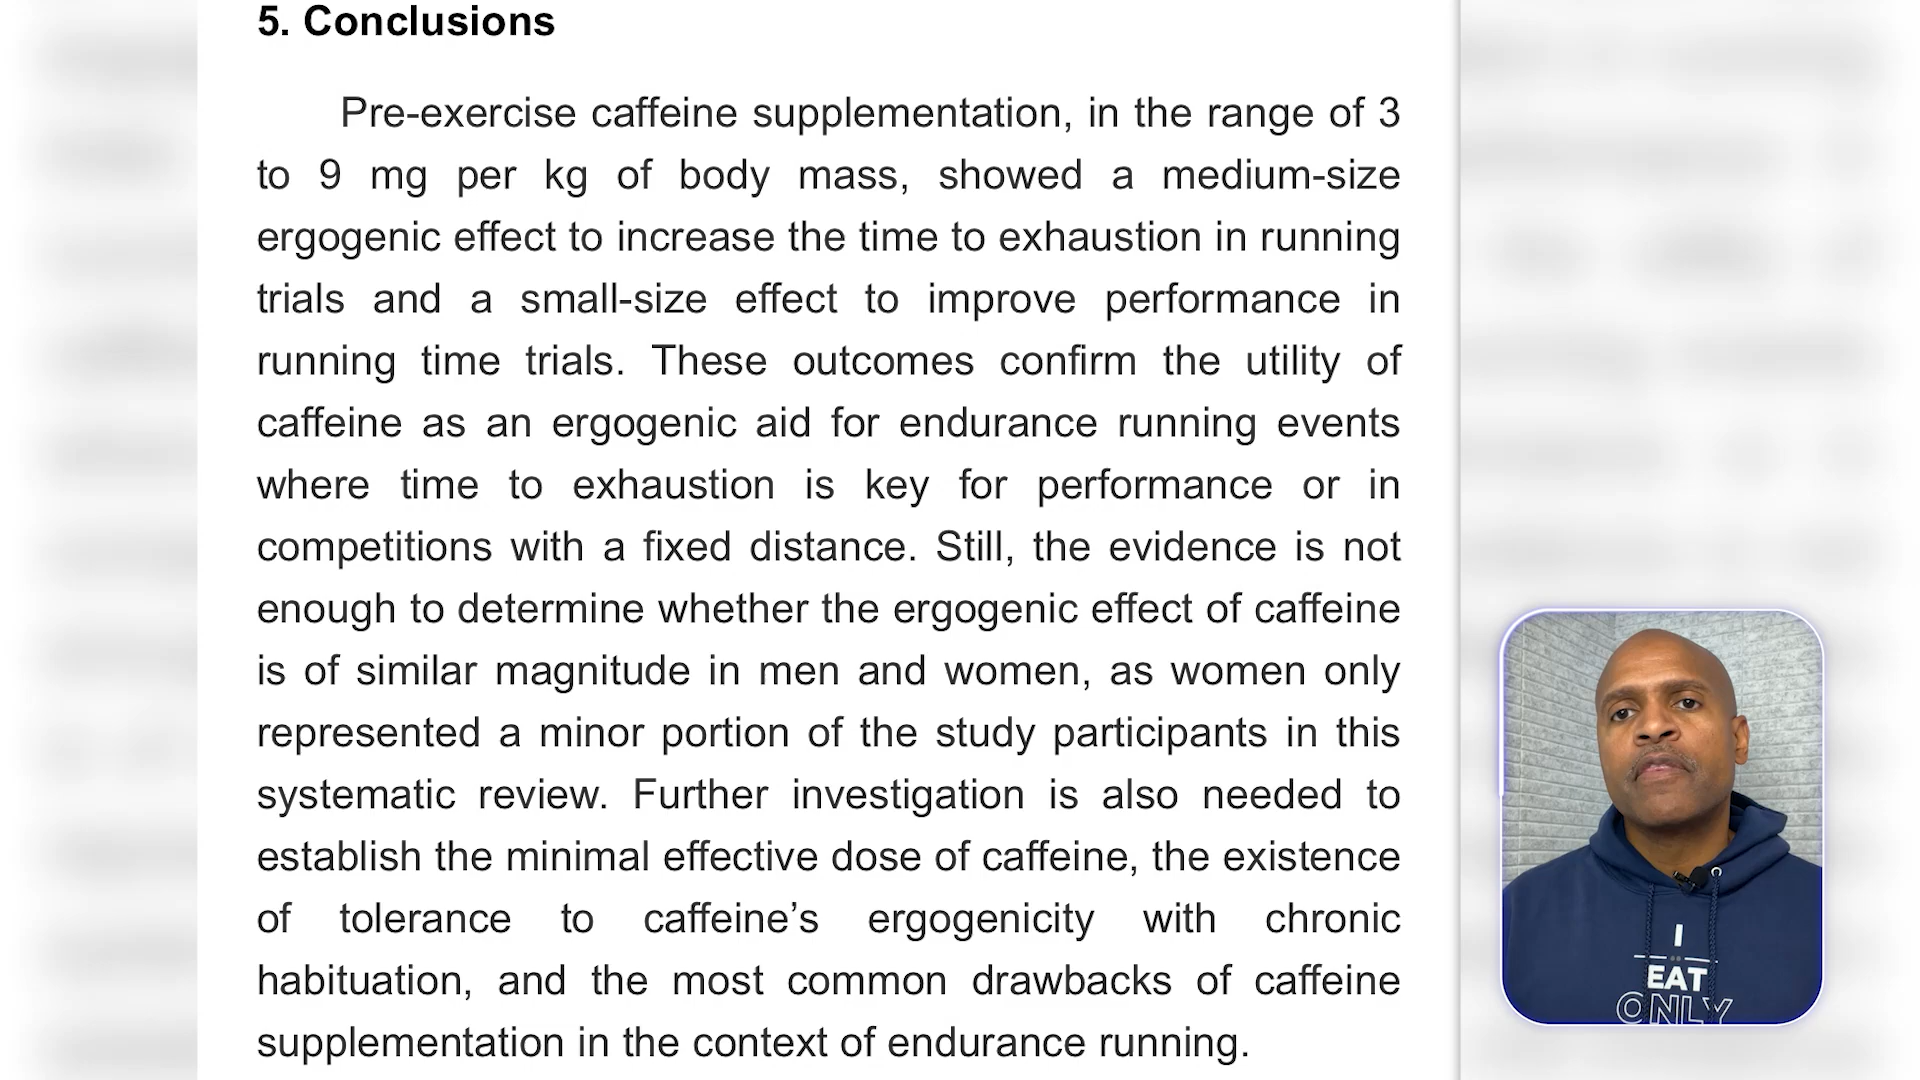 5. Conclusions
Pre-exercise caffeine supplementation, in the range of 3
to 9 mg per kg of body mass, showed a medium-size
ergogenic effect to increase the time to exhaustion in running
trials and a small-size effect to improve performance in
running time trials. These outcomes confirm the utility of
caffeine as an ergogenic aid for endurance running events
where time to exhaustion is key for performance or in
competitions with a fixed distance. Still, the evidence is not
enough to determine whether the ergogenic effect of caffeine
is of similar magnitude in men and women, as women only
represented a minor portion of the study participants in this
systematic review. Further investigation is also needed to
establish the minimal effective dose of caffeine, the existence
of tolerance to caffeine’s ergogenicity with chronic
habituation, and the most common drawbacks of caffeine
supplementation in the context of endurance running.
I
EAT
ONLY